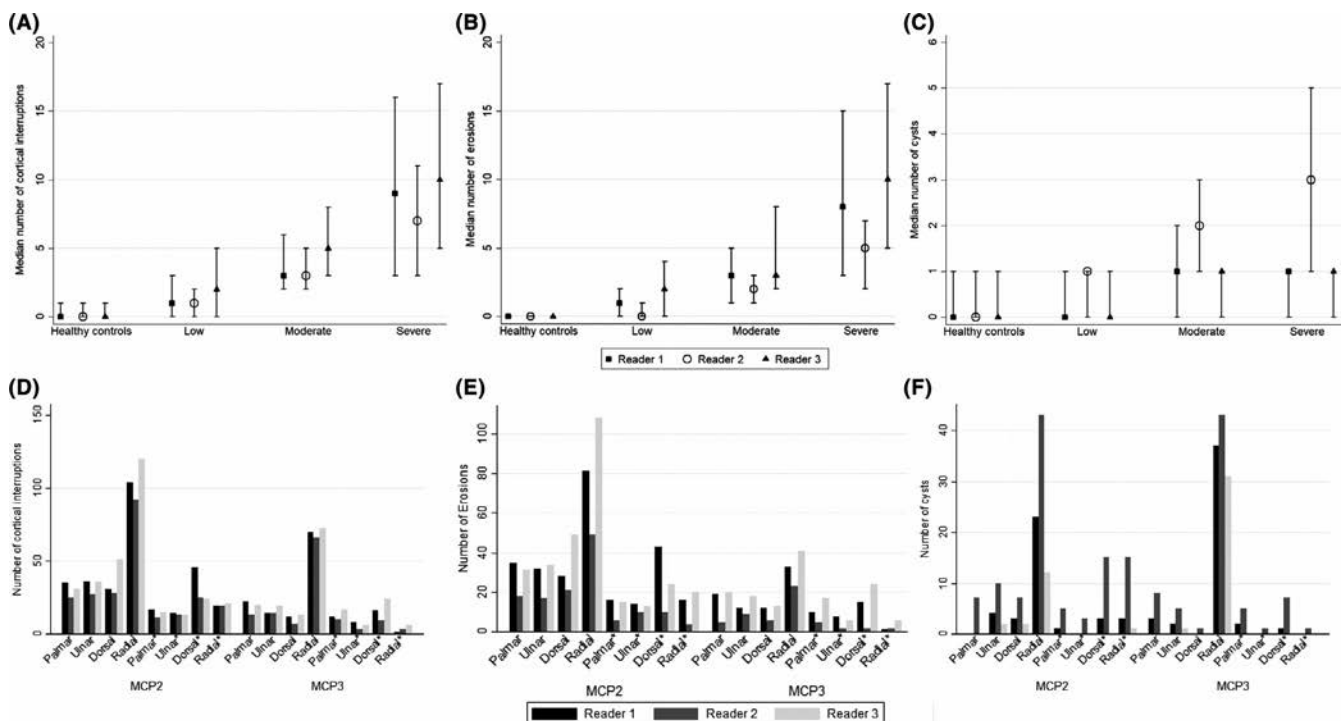 (A)
Median number of cortical interruptions
20
15
10
5
0
Healthy controls Low Moderate Severe
(B)
Median number of erosions
20
15
10
5
0
Healthy controls Low Moderate Severe
(C)
Median number of cysts
6
5
4
3
2
1
0
Healthy controls Low Moderate Severe
Reader 1 Reader 2 Reader 3
(D)
Number of cortical interruptions
150
100
50
0
Palmar Ulnar Dorsal Radial Palmar* Ulnar* Dorsal* Radial* Palmar Ulnar Dorsal Radial Palmar* Ulnar* Dorsal* Radial*
MCP2 MCP3
(E)
Number of Erosions
100
80
60
40
20
0
Palmar Ulnar Dorsal Radial Palmar* Ulnar* Dorsal* Radial* Palmar Ulnar Dorsal Radial Palmar* Ulnar* Dorsal* Radial*
MCP2 MCP3
(F)
Number of cysts
40
30
20
10
0
Palmar Ulnar Dorsal Radial Palmar* Ulnar* Dorsal* Radial* Palmar Ulnar Dorsal Radial Palmar* Ulnar* Dorsal* Radial*
MCP2 MCP3
Reader 1 Reader 2 Reader 3